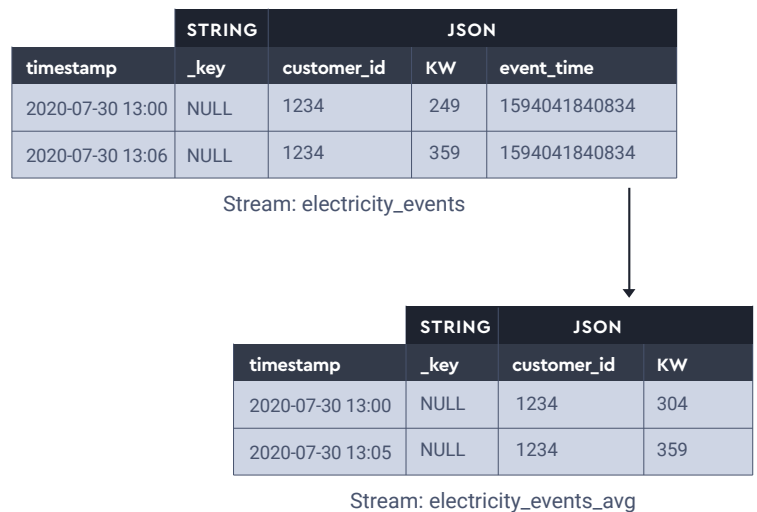 STRING JSON
timestamp _key customer_id KW event_time
2020-07-30 13:00 NULL 1234 249 1594041840834
2020-07-30 13:06 NULL 1234 359 1594041840834
Stream: electricity_events
STRING JSON
timestamp _key customer_id KW
2020-07-30 13:00 NULL 1234 304
2020-07-30 13:05 NULL 1234 359
Stream: electricity_events_avg